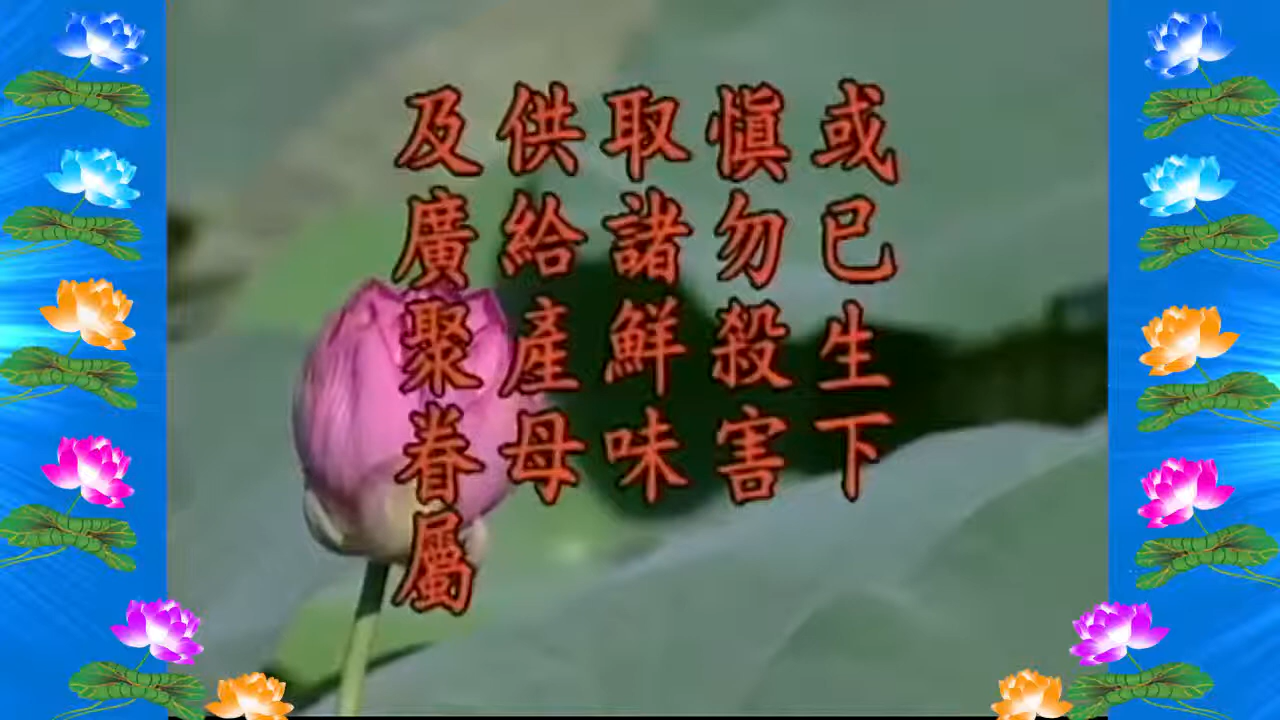 或已生下
慎勿殺害
取諸鮮味
供給產母
及廣聚眷屬